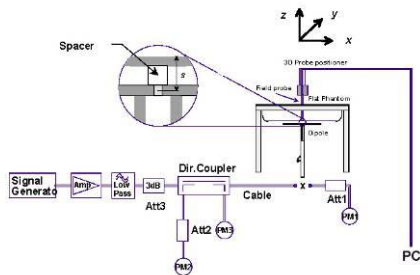 z
y
x
Spacer
s
3D Probe positioner
Field probe
Flat Phantom
Dipole
Signal
Generato
Amp
Low
Pass
3dB
Att3
Dir.Coupler
Cable
x
Att1
PM1
Att2
PM3
PM2
PC